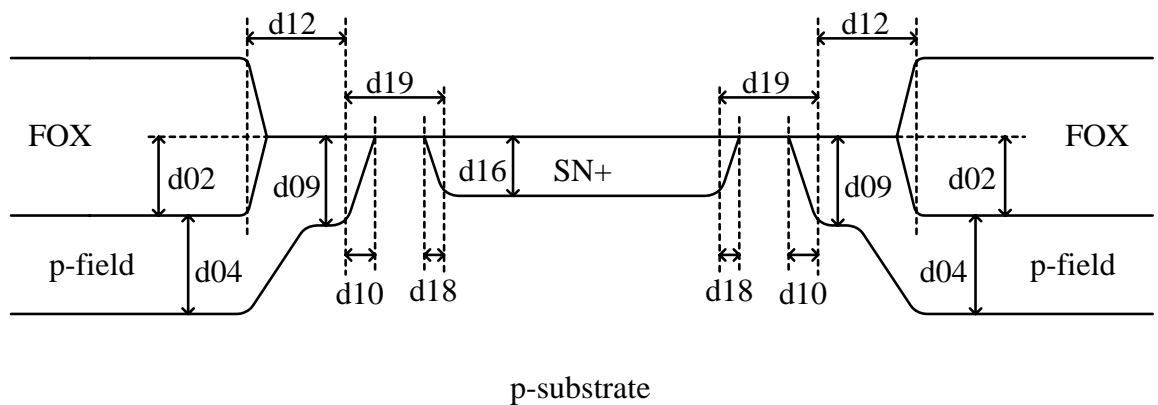 d12 d12
d19 d19
FOX FOX
d02 d09 d16 SN+ d09 d02
p-field d04 d04 p-field
d10 d18 d18 d10
p-substrate